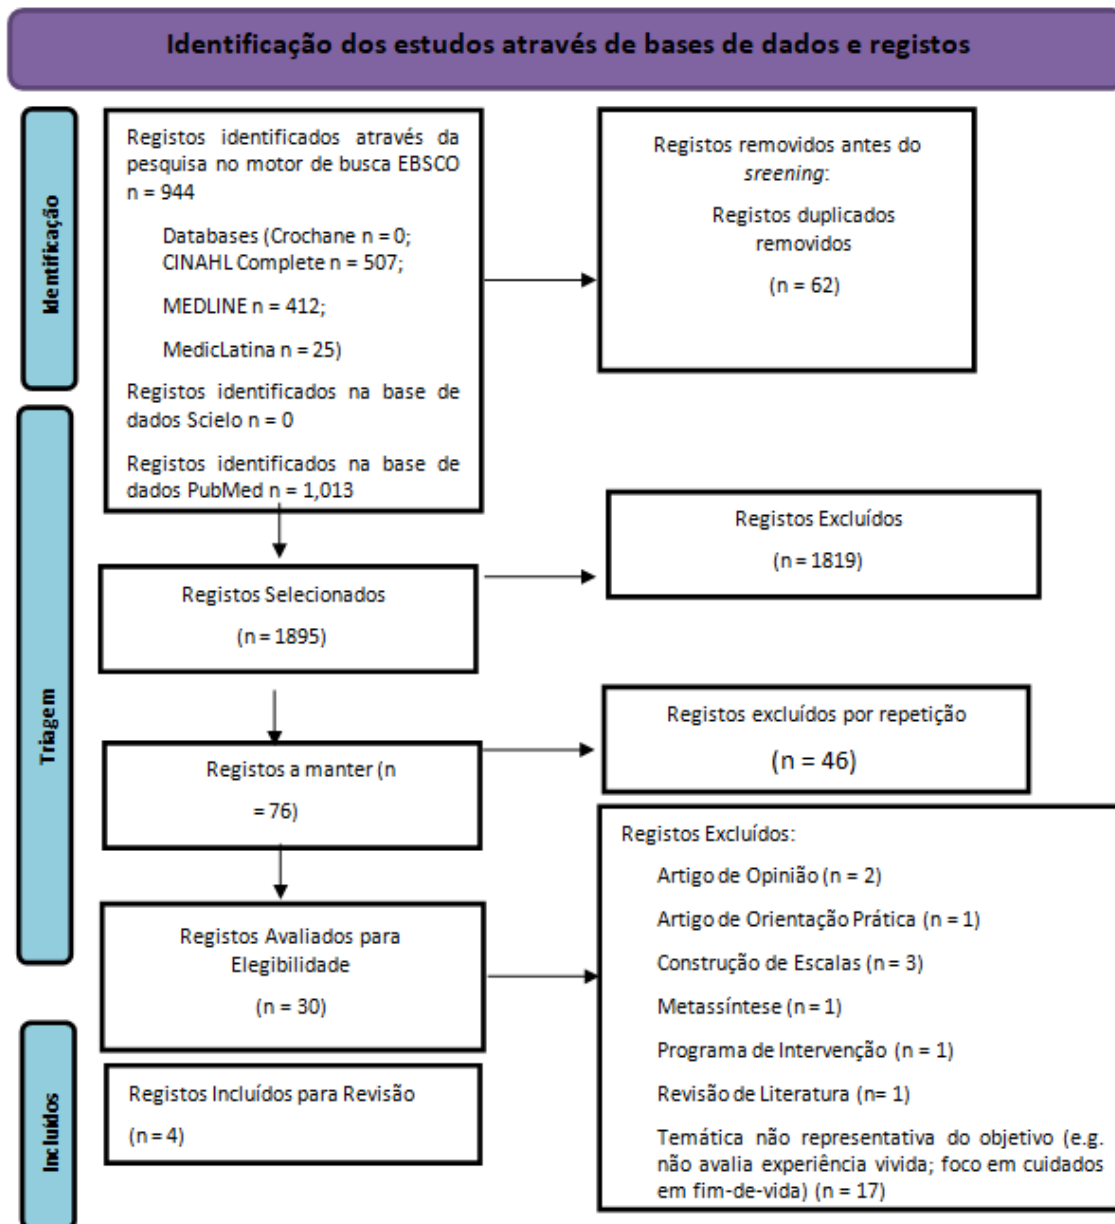 Identificação dos estudos através de bases de dados e registos
Identificação
Registos identificados através da
pesquisa no motor de busca EBSCO
n = 944
Databases (Crochane n = 0;
CINAHL Complete n = 507;
MEDLINE n = 412;
MedicLatina n = 25)
Registos identificados na base de
dados Scielo n = 0
Registos identificados na base de
dados PubMed n = 1,013
Registos removidos antes do
sreening:
Registos duplicados
removidos
(n = 62)
Triagem
Registos Selecionados
(n = 1895)
Registos Excluídos
(n = 1819)
Registos a manter (n
= 76)
Registos excluídos por repetição
(n = 46)
Registos Avaliados para
Elegibilidade
(n = 30)
Registos Excluídos:
Artigo de Opinião (n = 2)
Artigo de Orientação Prática (n = 1)
Construção de Escalas (n = 3)
Metassíntese (n = 1)
Programa de Intervenção (n = 1)
Revisão de Literatura (n= 1)
Temática não representativa do objetivo (e.g.
não avalia experiência vivida; foco em cuidados
em fim-de-vida) (n = 17)
Incluídos
Registos Incluídos para Revisão
(n = 4)